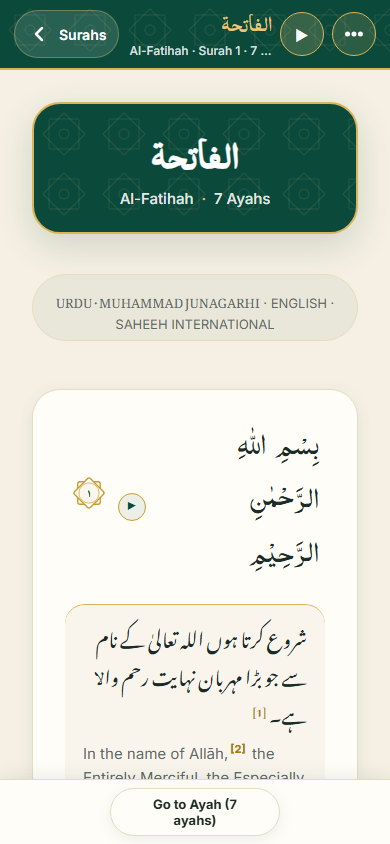 Surahs
الفاتحة
Al-Fatihah · Surah 1 · 7 ...
الفاتحة
Al-Fatihah · 7 Ayahs
URDU · MUHAMMAD JUNAGARHI · ENGLISH ·
SAHEEH INTERNATIONAL
بِسْمِ اللّٰهِ
الرَّحْمٰنِ
الرَّحِیْمِ
١
شروع کرتا ہوں اللہ تعالیٰ کے نام
سے جو بڑا مہربان نہایت رحم والا
ہے۔ [1]
In the name of Allāh,[2] the
Entirely Merciful, the Especially
Go to Ayah (7
ayahs)